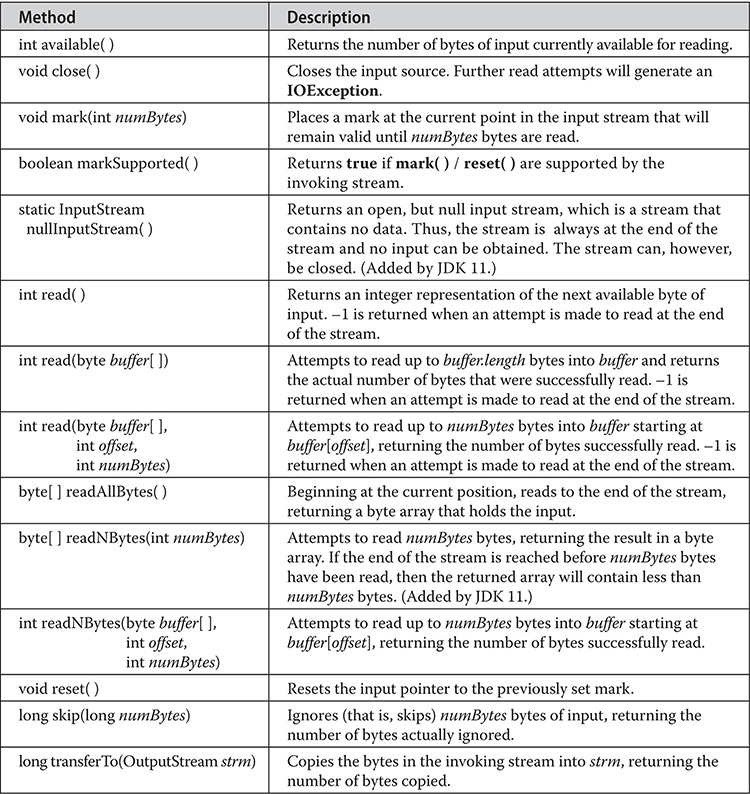 Method Description
int available( ) Returns the number of bytes of input currently available for reading.
void close( ) Closes the input source. Further read attempts will generate an
IOException.
void mark(int numBytes) Places a mark at the current point in the input stream that will
remain valid until numBytes bytes are read.
boolean markSupported( ) Returns true if mark( ) / reset( ) are supported by the
invoking stream.
static InputStream Returns an open, but null input stream, which is a stream that
nullInputStream( ) contains no data. Thus, the stream is always at the end of the
stream and no input can be obtained. The stream can, however,
be closed. (Added by JDK 11.)
int read( ) Returns an integer representation of the next available byte of
input. –1 is returned when an attempt is made to read at the end
of the stream.
int read(byte buffer[ ]) Attempts to read up to buffer.length bytes into buffer and returns
the actual number of bytes that were successfully read. –1 is
returned when an attempt is made to read at the end of the stream.
int read(byte buffer[ ], Attempts to read up to numBytes bytes into buffer starting at
int offset, buffer[offset], returning the number of bytes successfully read. –1 is
int numBytes) returned when an attempt is made to read at the end of the stream.
byte[ ] readAllBytes( ) Beginning at the current position, reads to the end of the stream,
returning a byte array that holds the input.
byte[ ] readNBytes(int numBytes) Attempts to read numBytes bytes, returning the result in a byte
array. If the end of the stream is reached before numBytes bytes
have been read, then the returned array will contain less than
numBytes bytes. (Added by JDK 11.)
int readNBytes(byte buffer[ ], Attempts to read up to numBytes bytes into buffer starting at
int offset, buffer[offset], returning the number of bytes successfully read.
int numBytes)
void reset( ) Resets the input pointer to the previously set mark.
long skip(long numBytes) Ignores (that is, skips) numBytes bytes of input, returning the
number of bytes actually ignored.
long transferTo(OutputStream strm) Copies the bytes in the invoking stream into strm, returning the
number of bytes copied.